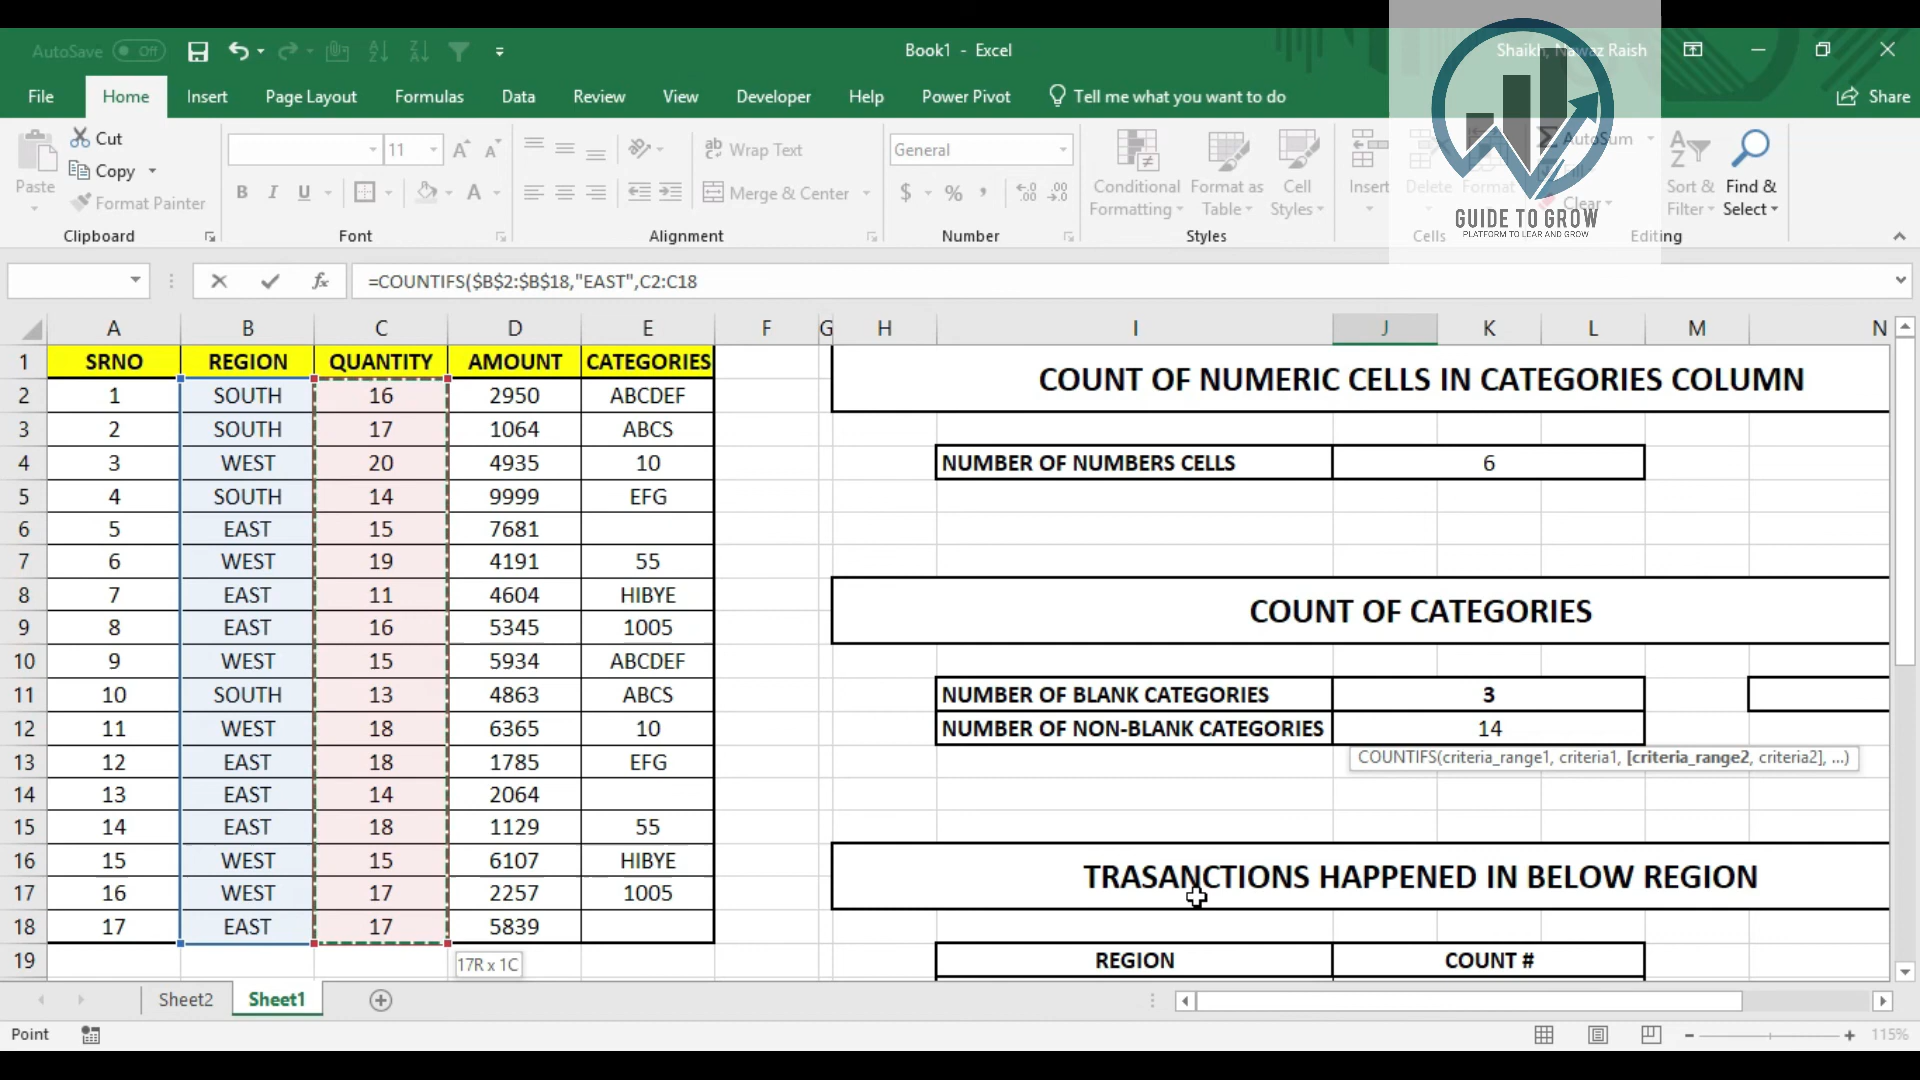 AutoSave Off
Book1 - Excel
Shaikh, Nawaz Raish
File Home Insert Page Layout Formulas Data Review View Developer Help Power Pivot Tell me what you want to do Share
Paste
Cut
Copy
Format Painter
Clipboard
11
B I U
Font
ab Wrap Text
Merge & Center
Alignment
General
$ % ,
Number
Conditional Formatting
Format as Table
Cell Styles
Styles
Insert Delete Format
Cells
AutoSum
Fill
Clear
Sort & Filter
Find & Select
Editing
GUIDE TO GROW
PLATFORM TO LEAR AND GROW
fx =COUNTIFS($B$2:$B$18,"EAST",C2:C18
A B C D E F G H I J K L M N
1 SRNO REGION QUANTITY AMOUNT CATEGORIES
2 1 SOUTH 16 2950 ABCDEF
3 2 SOUTH 17 1064 ABCS
4 3 WEST 20 4935 10
5 4 SOUTH 14 9999 EFG
6 5 EAST 15 7681
7 6 WEST 19 4191 55
8 7 EAST 11 4604 HIBYE
9 8 EAST 16 5345 1005
10 9 WEST 15 5934 ABCDEF
11 10 SOUTH 13 4863 ABCS
12 11 WEST 18 6365 10
13 12 EAST 18 1785 EFG
14 13 EAST 14 2064
15 14 EAST 18 1129 55
16 15 WEST 15 6107 HIBYE
17 16 WEST 17 2257 1005
18 17 EAST 17 5839
19
17R x 1C
COUNT OF NUMERIC CELLS IN CATEGORIES COLUMN
NUMBER OF NUMBERS CELLS 6
COUNT OF CATEGORIES
NUMBER OF BLANK CATEGORIES 3
NUMBER OF NON-BLANK CATEGORIES 14
COUNTIFS(criteria_range1, criteria1, [criteria_range2, criteria2], ...)
TRASANCTIONS HAPPENED IN BELOW REGION
REGION COUNT #
Sheet2 Sheet1
Point
115%